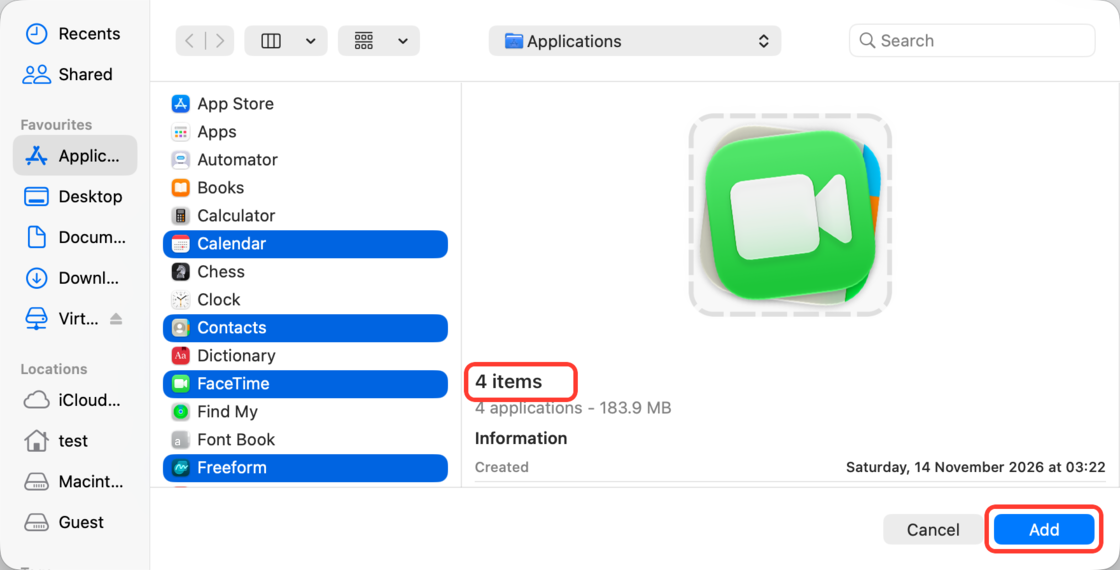 Recents
Shared
Favourites
Applic...
Desktop
Docum...
Downl...
Virt...
Locations
iCloud...
test
Macint...
Guest
Applications
Search
App Store
Apps
Automator
Books
Calculator
Calendar
Chess
Clock
Contacts
Dictionary
FaceTime
Find My
Font Book
Freeform
4 items
4 applications - 183.9 MB
Information
Created Saturday, 14 November 2026 at 03:22
Cancel Add